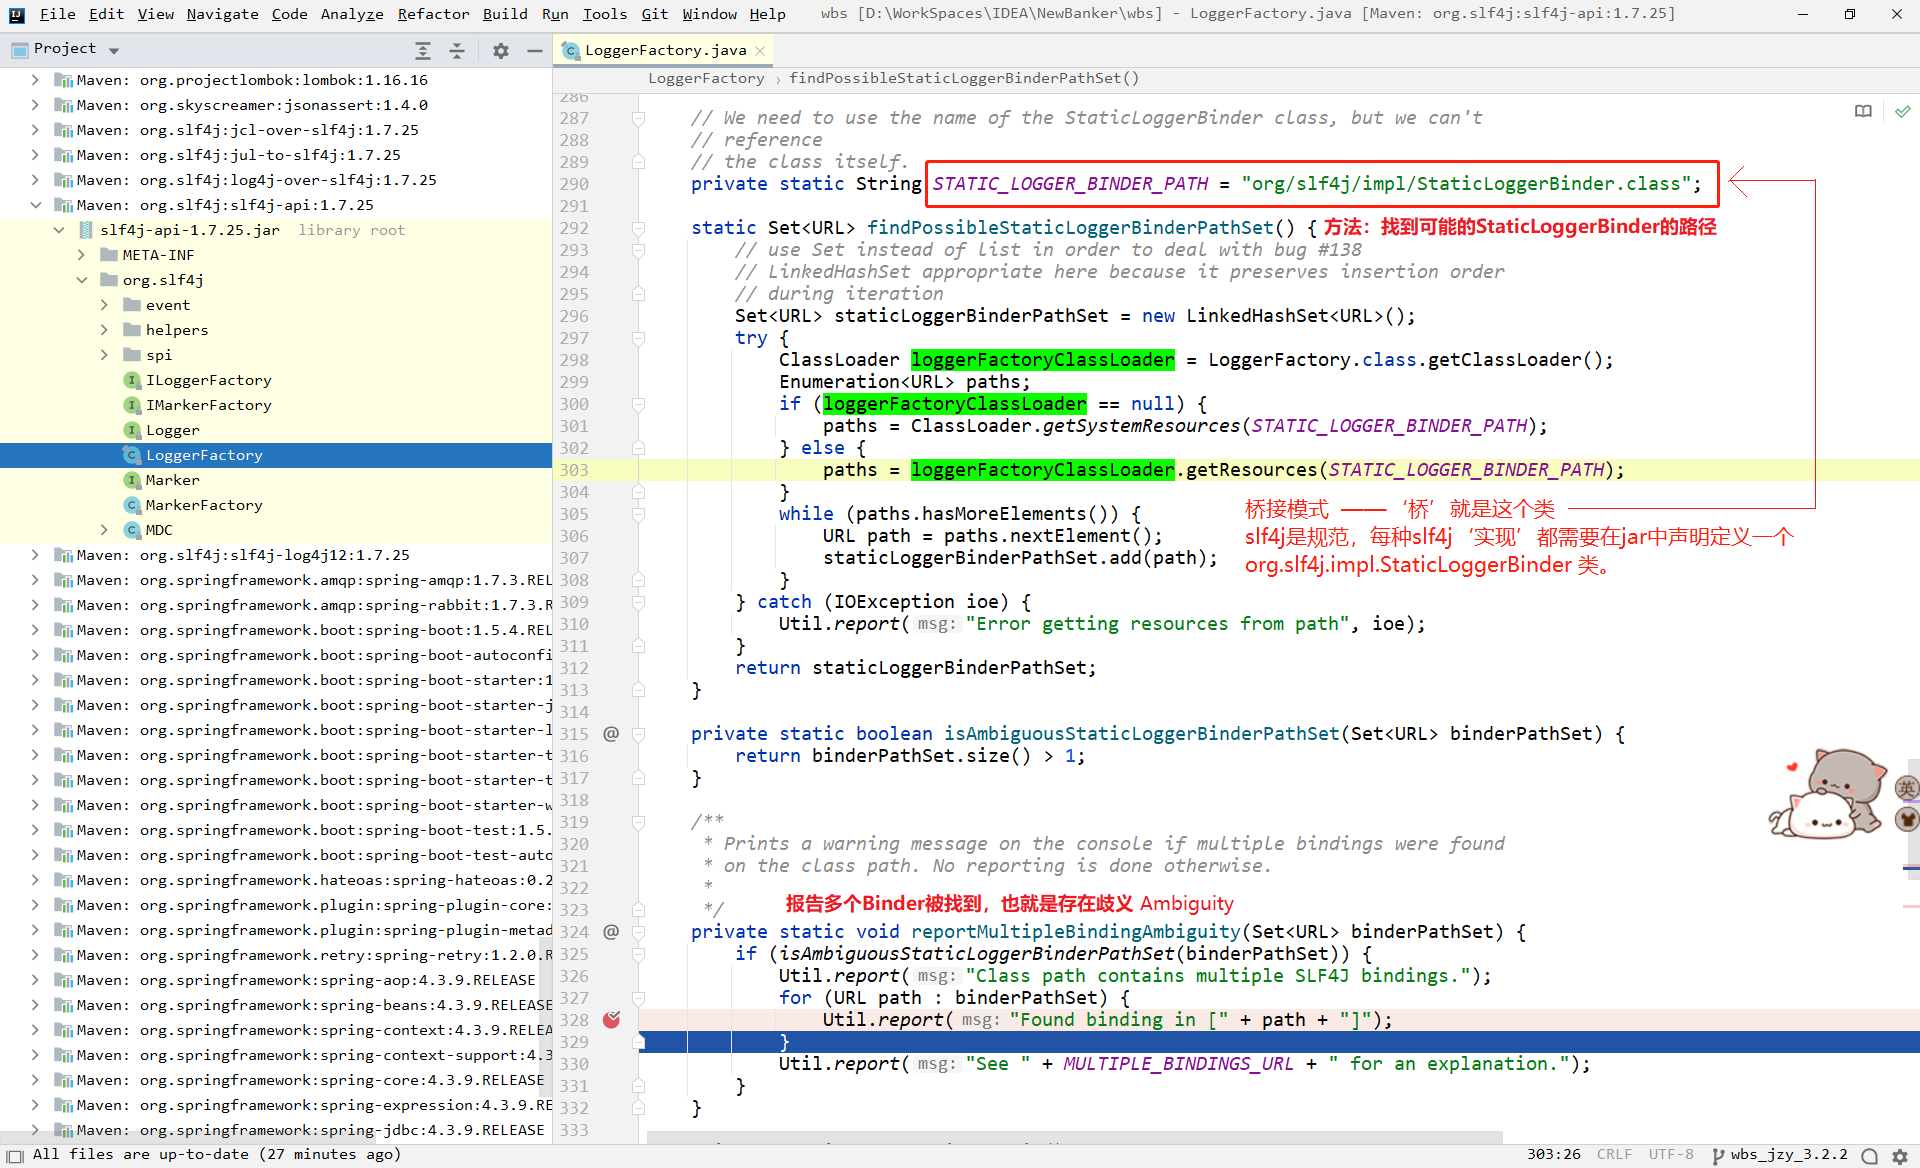 File Edit View Navigate Code Analyze Refactor Build Run Tools Git Window Help wbs [D:\WorkSpaces\IDEA\NewBanker\wbs] - LoggerFactory.java [Maven: org.slf4j:slf4j-api:1.7.25]
Project
LoggerFactory.java
LoggerFactory › findPossibleStaticLoggerBinderPathSet()
Maven: org.projectlombok:lombok:1.16.16
Maven: org.skyscreamer:jsonassert:1.4.0
Maven: org.slf4j:jcl-over-slf4j:1.7.25
Maven: org.slf4j:jul-to-slf4j:1.7.25
Maven: org.slf4j:log4j-over-slf4j:1.7.25
Maven: org.slf4j:slf4j-api:1.7.25
slf4j-api-1.7.25.jar library root
META-INF
org.slf4j
event
helpers
spi
ILoggerFactory
IMarkerFactory
Logger
LoggerFactory
Marker
MarkerFactory
MDC
Maven: org.slf4j:slf4j-log4j12:1.7.25
Maven: org.springframework.amqp:spring-amqp:1.7.3.REL
Maven: org.springframework.amqp:spring-rabbit:1.7.3.R
Maven: org.springframework.boot:spring-boot:1.5.4.REL
Maven: org.springframework.boot:spring-boot-autoconfi
Maven: org.springframework.boot:spring-boot-starter:1
Maven: org.springframework.boot:spring-boot-starter-j
Maven: org.springframework.boot:spring-boot-starter-l
Maven: org.springframework.boot:spring-boot-starter-t
Maven: org.springframework.boot:spring-boot-starter-t
Maven: org.springframework.boot:spring-boot-starter-w
Maven: org.springframework.boot:spring-boot-test:1.5.
Maven: org.springframework.boot:spring-boot-test-auto
Maven: org.springframework.hateoas:spring-hateoas:0.2
Maven: org.springframework.plugin:spring-plugin-core:
Maven: org.springframework.plugin:spring-plugin-metad
Maven: org.springframework.retry:spring-retry:1.2.0.R
Maven: org.springframework:spring-aop:4.3.9.RELEASE
Maven: org.springframework:spring-beans:4.3.9.RELEASE
Maven: org.springframework:spring-context:4.3.9.RELEA
Maven: org.springframework:spring-context-support:4.3
Maven: org.springframework:spring-core:4.3.9.RELEASE
Maven: org.springframework:spring-expression:4.3.9.RE
Maven: org.springframework:spring-jdbc:4.3.9.RELEASE
286
287 // We need to use the name of the StaticLoggerBinder class, but we can't
288 // reference
289 // the class itself.
290 private static String STATIC_LOGGER_BINDER_PATH = "org/slf4j/impl/StaticLoggerBinder.class";
291
292 static Set<URL> findPossibleStaticLoggerBinderPathSet() { 方法：找到可能的StaticLoggerBinder的路径
293 // use Set instead of list in order to deal with bug #138
294 // LinkedHashSet appropriate here because it preserves insertion order
295 // during iteration
296 Set<URL> staticLoggerBinderPathSet = new LinkedHashSet<URL>();
297 try {
298 ClassLoader loggerFactoryClassLoader = LoggerFactory.class.getClassLoader();
299 Enumeration<URL> paths;
300 if (loggerFactoryClassLoader == null) {
301 paths = ClassLoader.getSystemResources(STATIC_LOGGER_BINDER_PATH);
302 } else {
303 paths = loggerFactoryClassLoader.getResources(STATIC_LOGGER_BINDER_PATH);
304 }
305 while (paths.hasMoreElements()) {
306 URL path = paths.nextElement();
307 staticLoggerBinderPathSet.add(path);
308 }
桥接模式 ——‘桥’就是这个类
slf4j是规范，每种slf4j‘实现’都需要在jar中声明定义一个
org.slf4j.impl.StaticLoggerBinder 类。
309 } catch (IOException ioe) {
310 Util.report( msg: "Error getting resources from path", ioe);
311 }
312 return staticLoggerBinderPathSet;
313 }
314
315 @ private static boolean isAmbiguousStaticLoggerBinderPathSet(Set<URL> binderPathSet) {
316 return binderPathSet.size() > 1;
317 }
318
319 /**
320 * Prints a warning message on the console if multiple bindings were found
321 * on the class path. No reporting is done otherwise.
322 *
323 */ 报告多个Binder被找到，也就是存在歧义 Ambiguity
324 @ private static void reportMultipleBindingAmbiguity(Set<URL> binderPathSet) {
325 if (isAmbiguousStaticLoggerBinderPathSet(binderPathSet)) {
326 Util.report( msg: "Class path contains multiple SLF4J bindings.");
327 for (URL path : binderPathSet) {
328 Util.report( msg: "Found binding in [" + path + "]");
329 }
330 Util.report( msg: "See " + MULTIPLE_BINDINGS_URL + " for an explanation.");
331 }
332 }
333
英
All files are up-to-date (27 minutes ago) 303:26 CRLF UTF-8 wbs_jzy_3.2.2